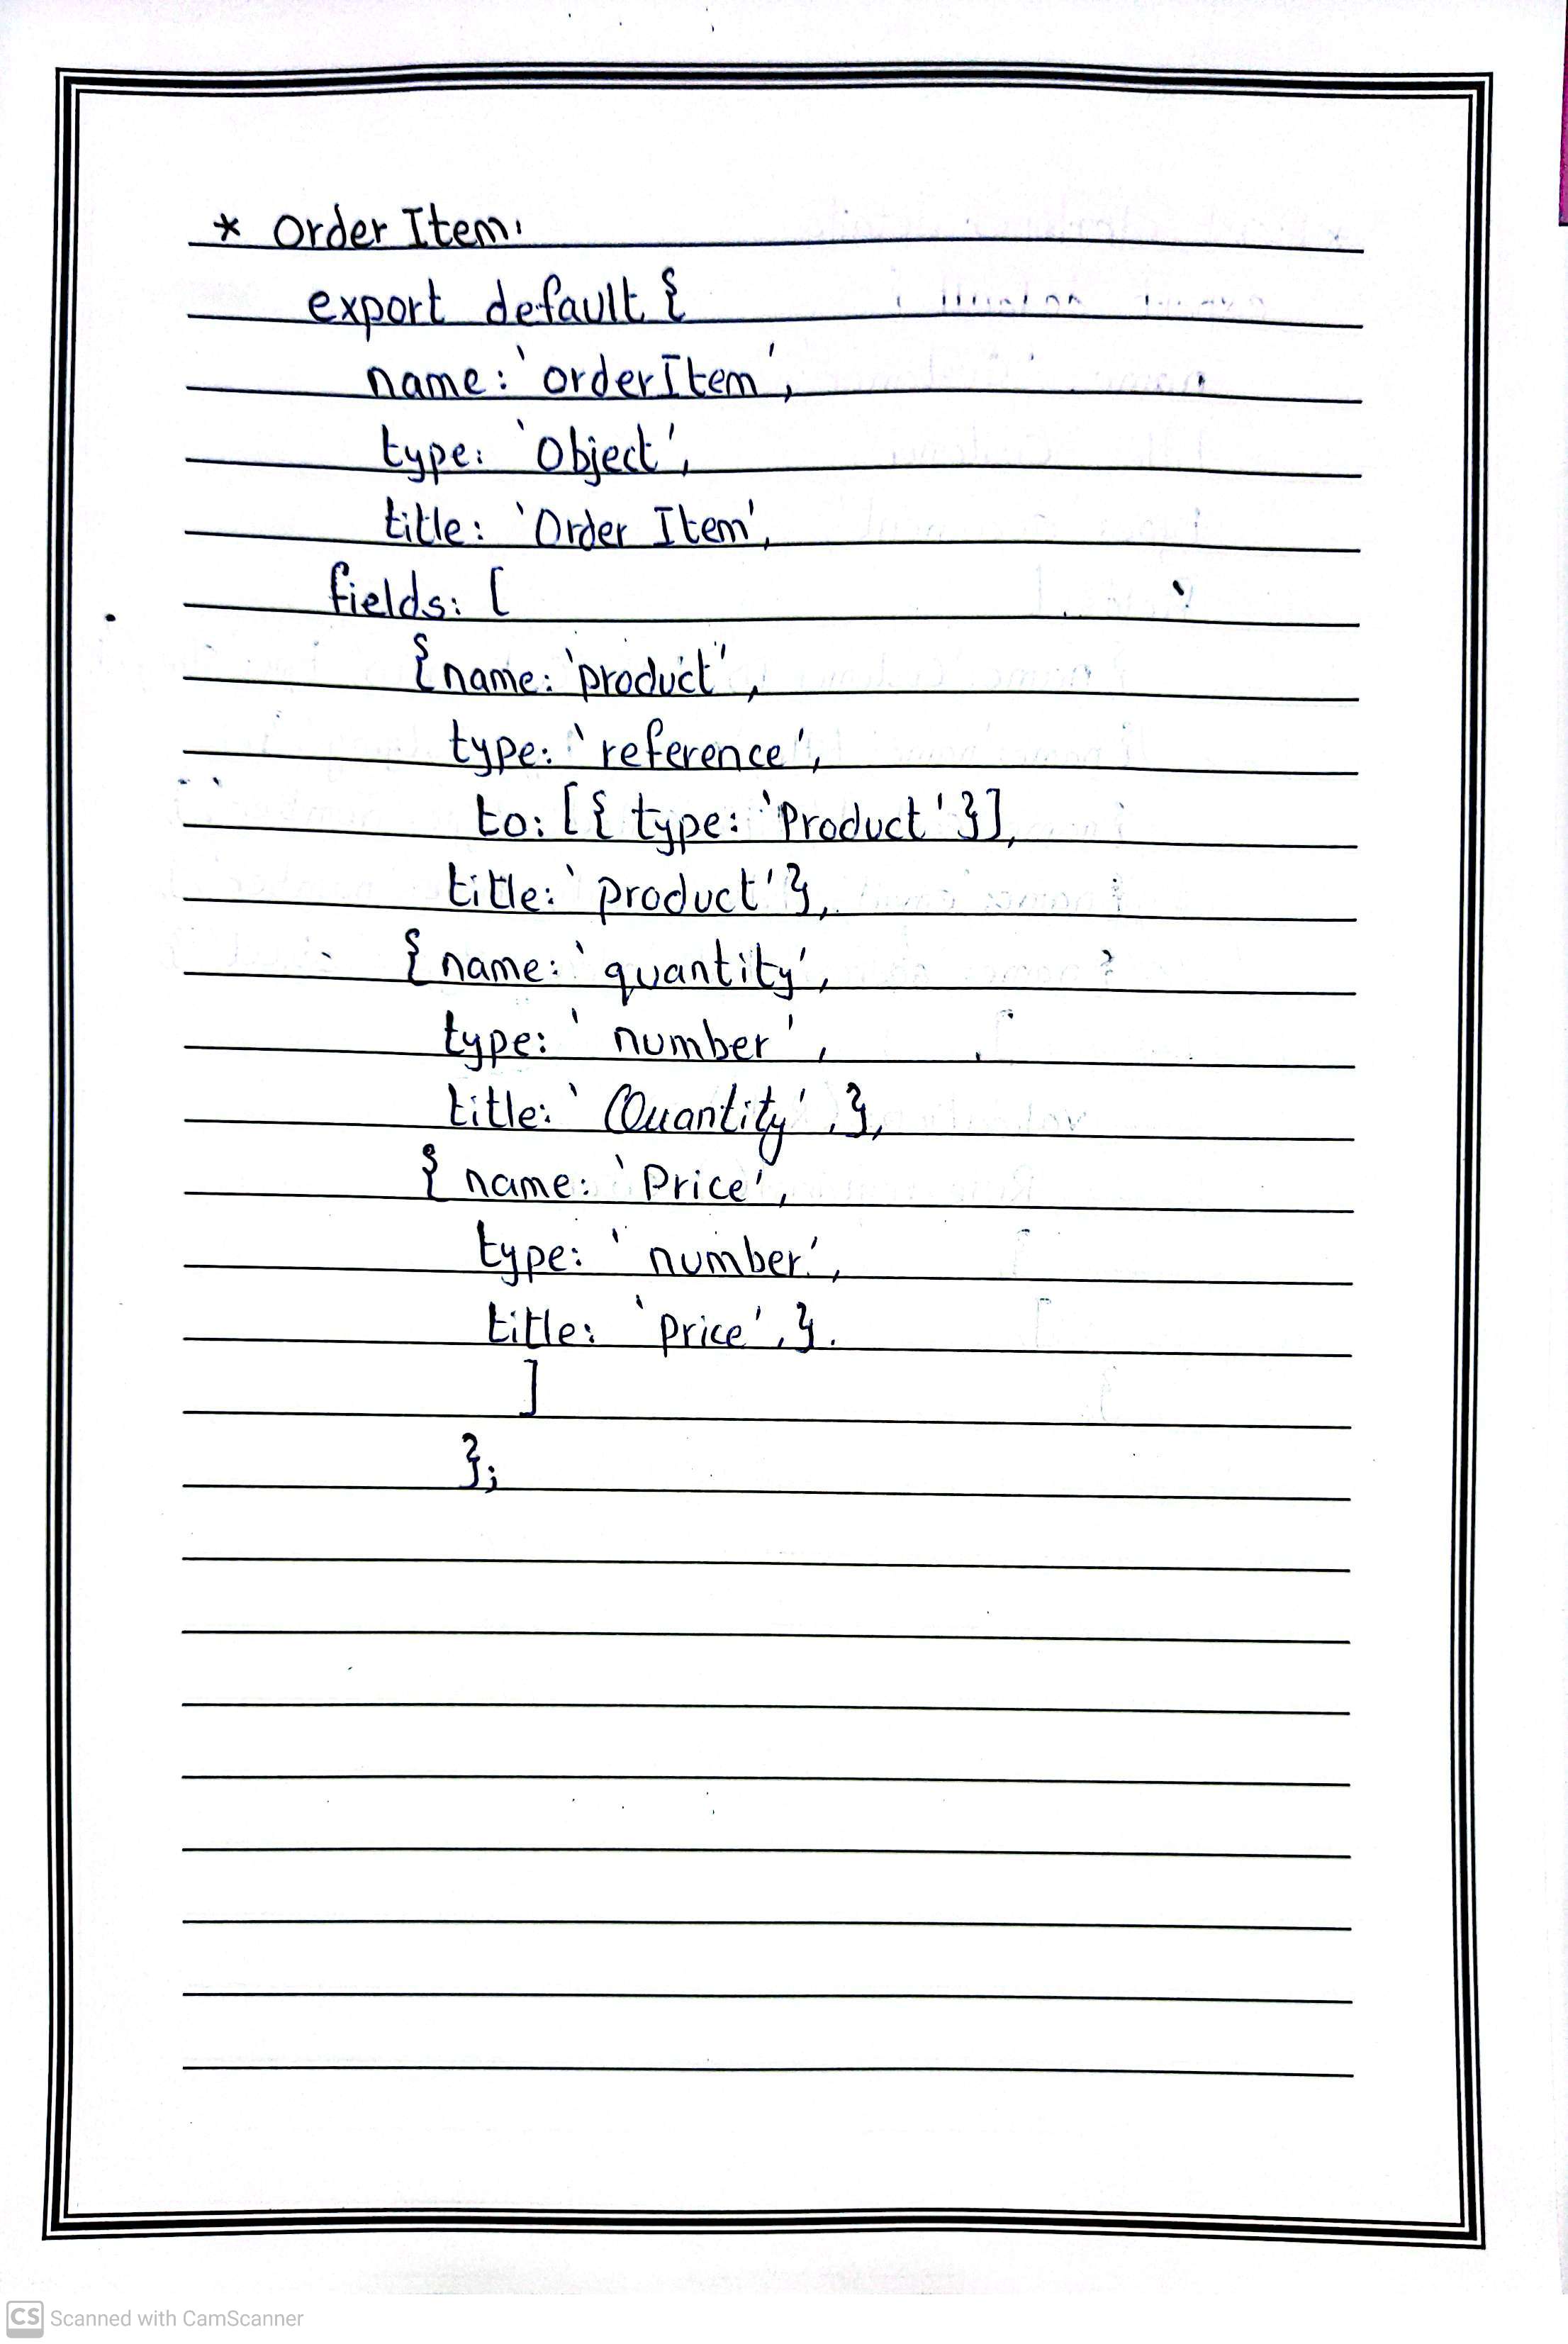 * Order Item:
export default {
name: 'orderItem',
type: 'Object',
title: 'Order Item',
fields: [
{ name: 'product',
type: 'reference',
to: [{ type: 'Product' }],
title: 'product' },
{ name: 'quantity',
type: 'number',
title: 'Quantity', },
{ name: 'Price',
type: 'number',
title: 'price', }.
]
};
CS Scanned with CamScanner